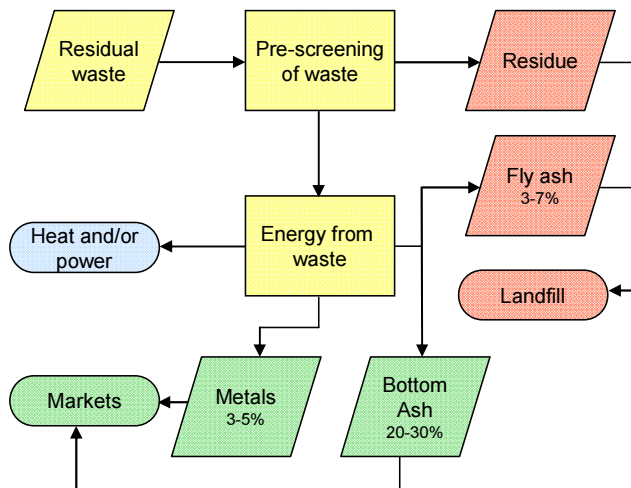 Residual
waste
Pre-screening
of waste
Residue
Fly ash
3-7%
Heat and/or
power
Energy from
waste
Landfill
Markets
Metals
3-5%
Bottom
Ash
20-30%